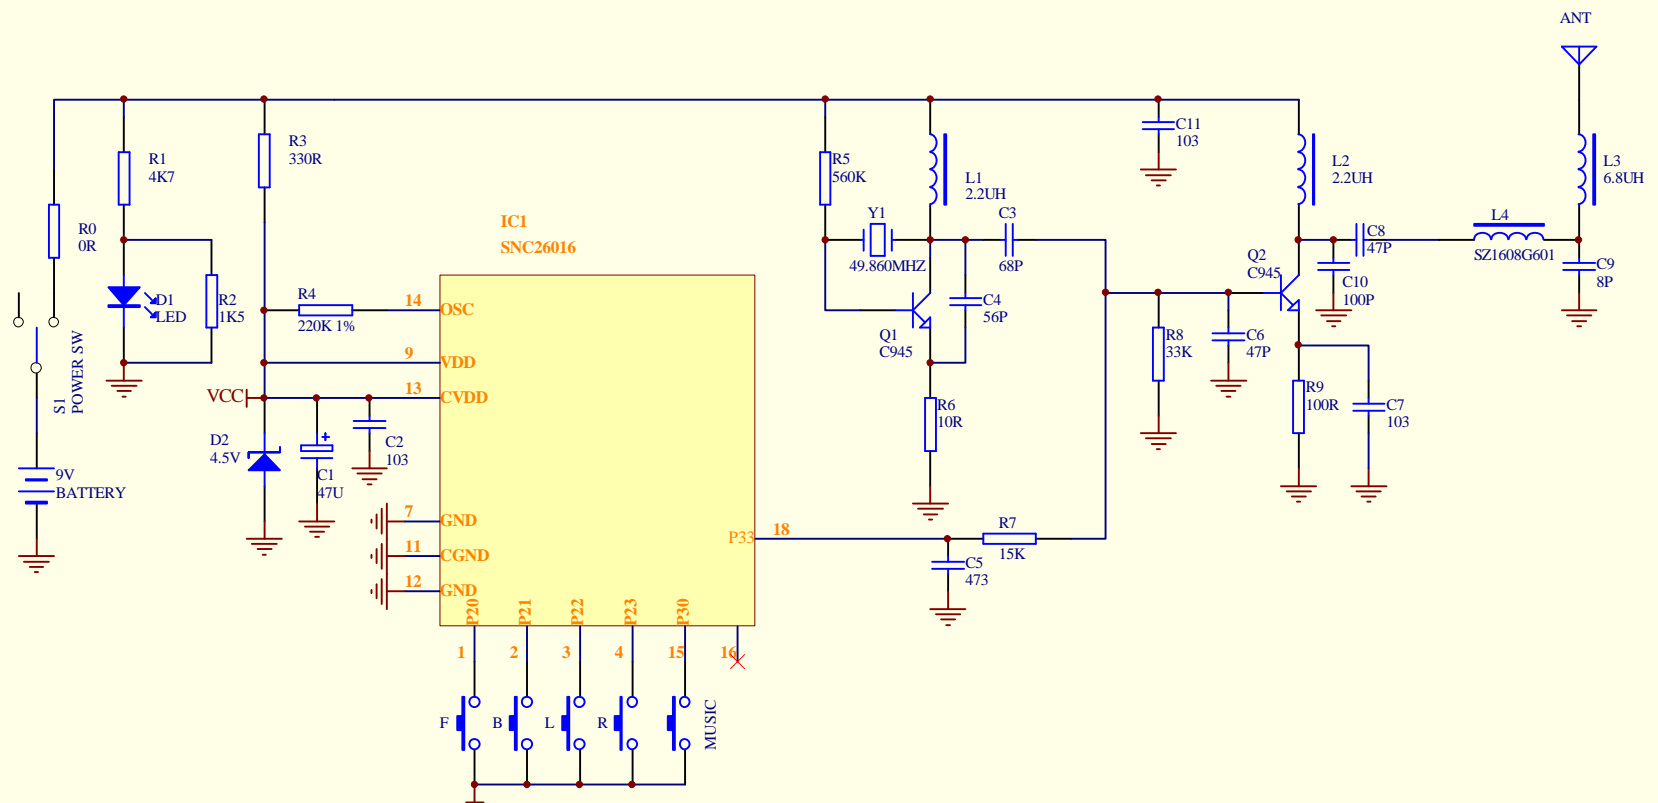 ANT
R1
4K7
R3
330R
R5
560K
L1
2.2UH
C11
103
L2
2.2UH
L3
6.8UH
R0
0R
IC1
SNC26016
Y1
49.860MHZ
C3
68P
C8
47P
L4
SZ1608G601
C9
8P
D1
LED
R2
1K5
R4
220K 1%
14
OSC
Q1
C945
C4
56P
Q2
C945
C10
100P
R8
33K
C6
47P
S1
POWER SW
9
VDD
VCC
13
CVDD
R6
10R
R9
100R
C7
103
D2
4.5V
C1
47U
C2
103
9V
BATTERY
7
GND
11
CGND
12
GND
P33
18
R7
15K
C5
473
P20
P21
P22
P23
P30
1
2
3
4
15
16
F
B
L
R
MUSIC